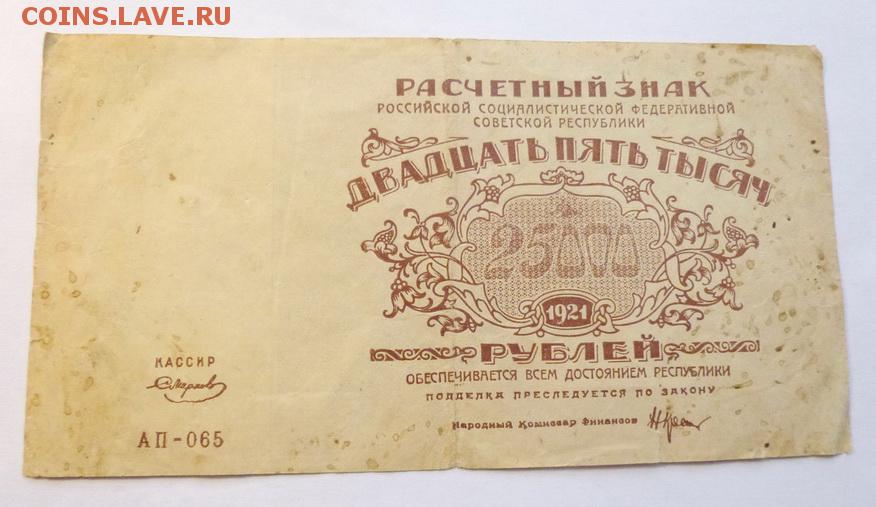 COINS.LAVE.RU
РАСЧЕТНЫЙ ЗНАК
РОССИЙСКОЙ СОЦИАЛИСТИЧЕСКОЙ ФЕДЕРАТИВНОЙ
СОВЕТСКОЙ РЕСПУБЛИКИ
ДВАДЦАТЬ ПЯТЬ ТЫСЯЧ
25000
1921
РУБЛЕЙ
ОБЕСПЕЧИВАЕТСЯ ВСЕМ ДОСТОЯНИЕМ РЕСПУБЛИКИ
ПОДДЕЛКА ПРЕСЛЕДУЕТСЯ ПО ЗАКОНУ
Народный Комиссар Финансов
КАССИР
АП-065